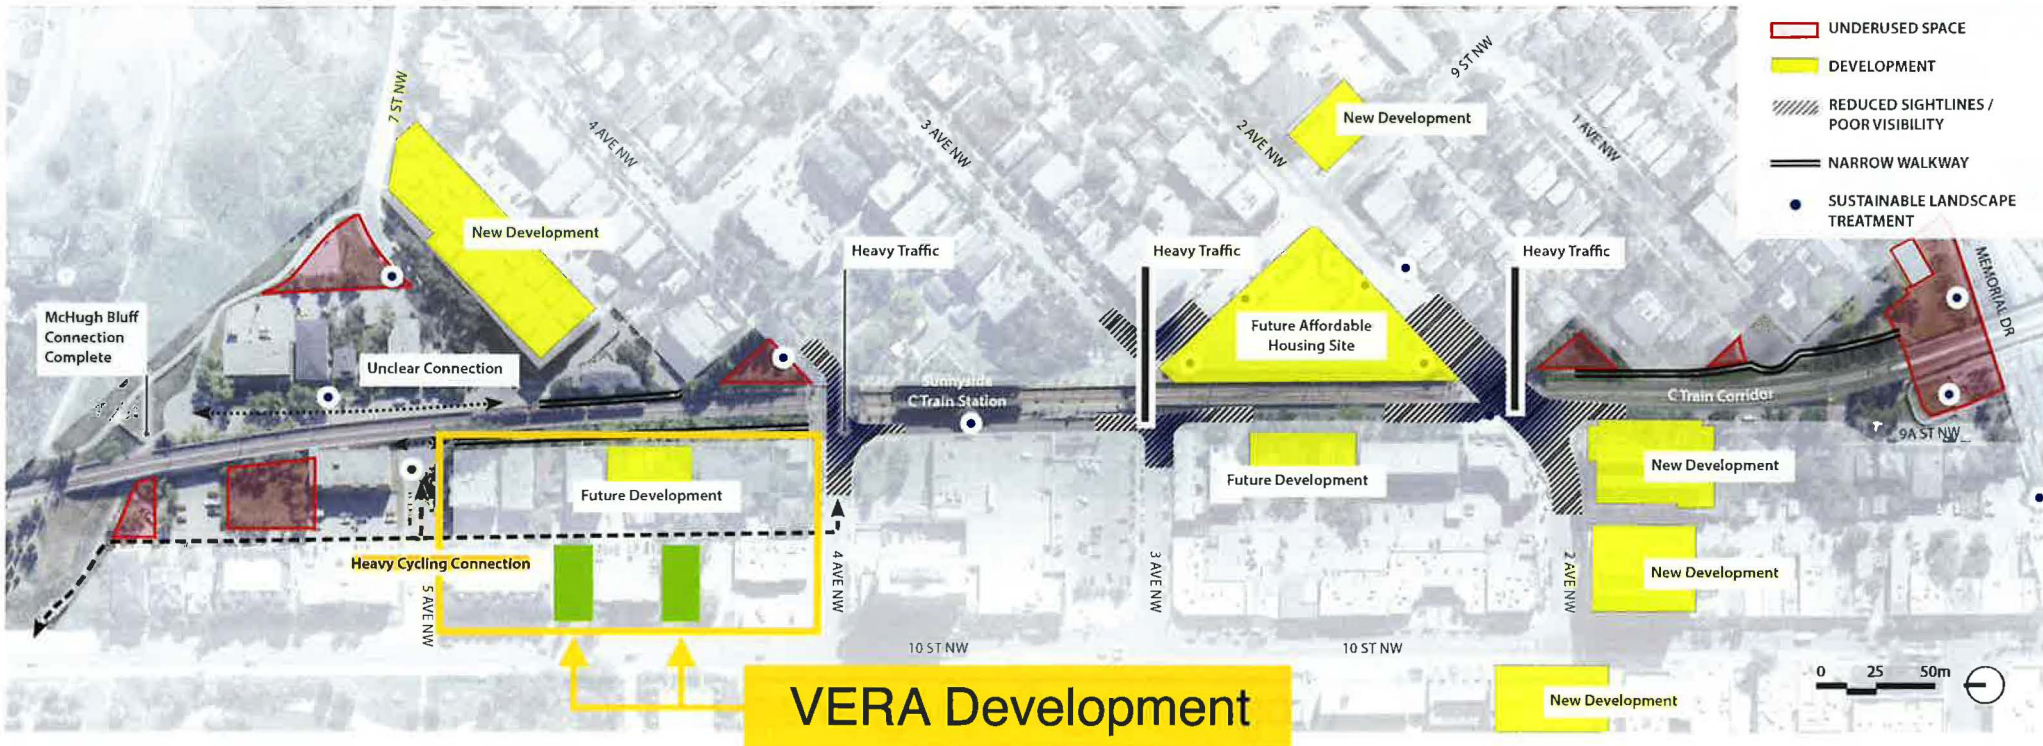 UNDERUSED SPACE
DEVELOPMENT
REDUCED SIGHTLINES /
POOR VISIBILITY
NARROW WALKWAY
SUSTAINABLE LANDSCAPE
TREATMENT
7 ST NW
4 AVE NW
3 AVE NW
2 AVE NW
9 ST NW
1 AVE NW
New Development
New Development
Heavy Traffic
Heavy Traffic
Heavy Traffic
MEMORIAL DR
McHugh Bluff
Connection
Complete
Unclear Connection
Future Affordable
Housing Site
Sunnyside
C Train Station
C Train Corridor
9A ST NW
Future Development
Future Development
New Development
Heavy Cycling Connection
5 AVE NW
4 AVE NW
3 AVE NW
2 AVE NW
New Development
10 ST NW
10 ST NW
0 25 50m
VERA Development
New Development